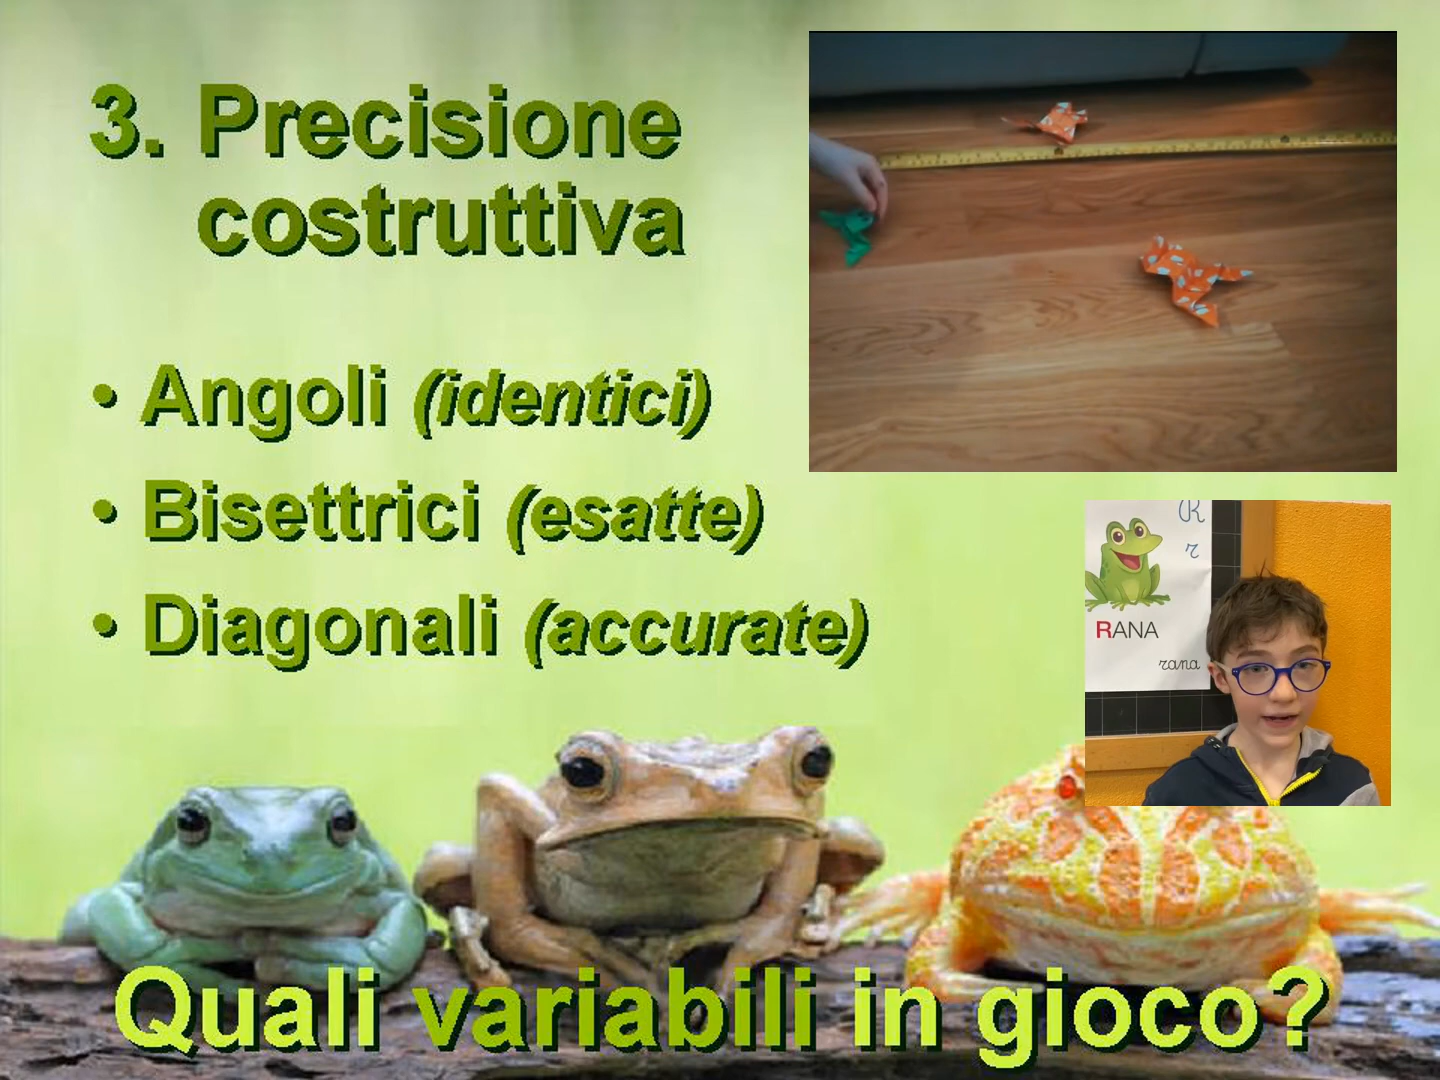 3. Precisione
costruttiva
• Angoli (identici)
• Bisettrici (esatte)
• Diagonali (accurate)
R
r
RANA
rana
Quali variabili in gioco?